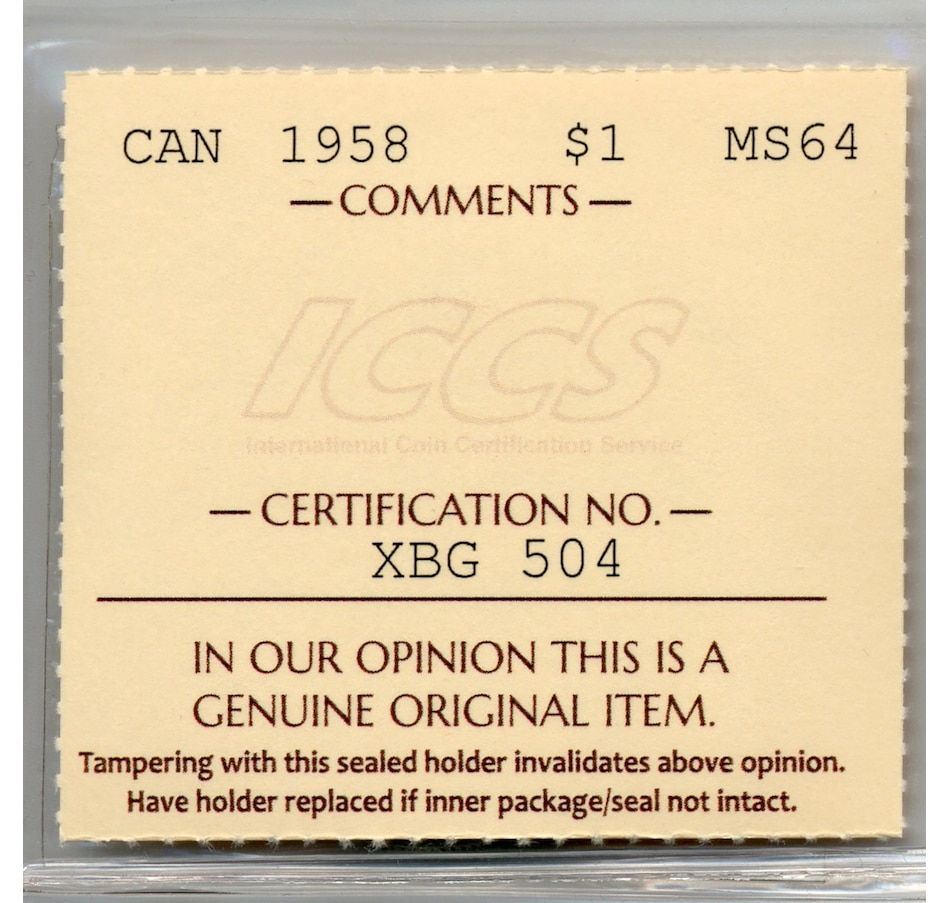 CAN 1958 $1 MS64
— COMMENTS —
ICCS
International Coin Certification Service
— CERTIFICATION NO. —
XBG 504
IN OUR OPINION THIS IS A
GENUINE ORIGINAL ITEM.
Tampering with this sealed holder invalidates above opinion.
Have holder replaced if inner package/seal not intact.